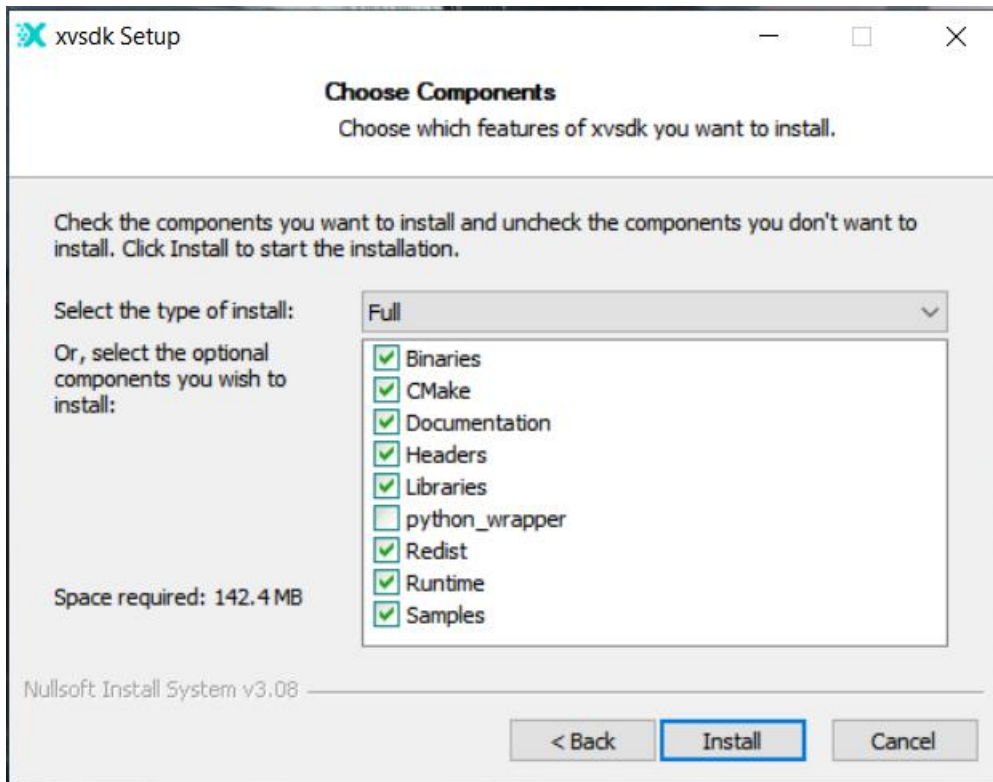 xvsdk Setup
Choose Components
Choose which features of xvsdk you want to install.
Check the components you want to install and uncheck the components you don't want to
install. Click Install to start the installation.
Select the type of install:
Full
Or, select the optional
components you wish to
install:
Binaries
CMake
Documentation
Headers
Libraries
python_wrapper
Redist
Runtime
Samples
Space required: 142.4 MB
Nullsoft Install System v3.08
< Back
Install
Cancel